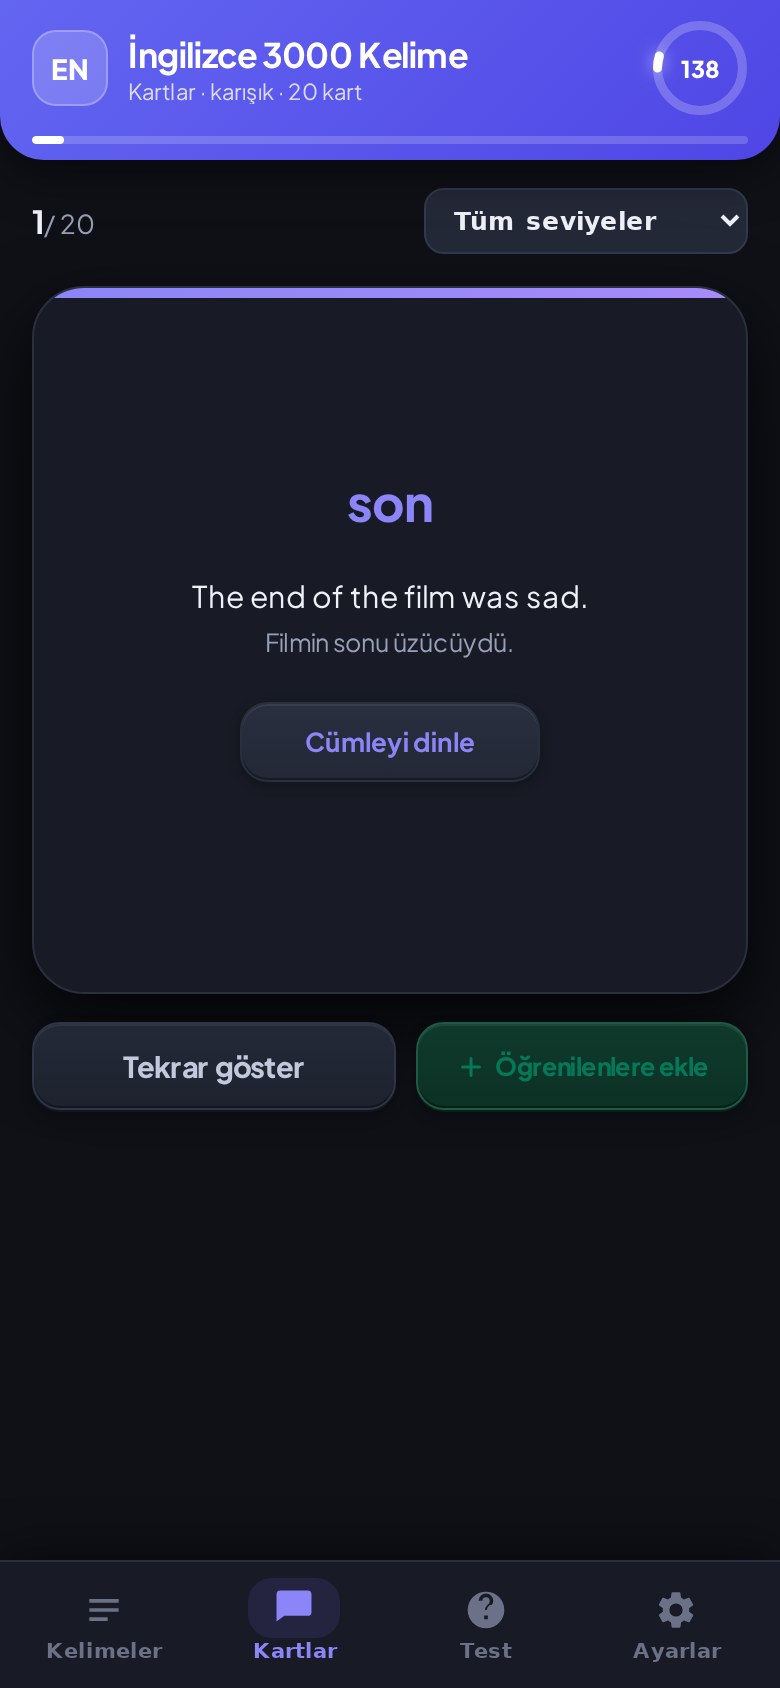 EN
İngilizce 3000 Kelime
Kartlar · karışık · 20 kart
138
1/ 20
Tüm seviyeler
son
The end of the film was sad.
Filmin sonu üzücüydü.
Cümleyi dinle
Tekrar göster
+ Öğrenilenlere ekle
Kelimeler
Kartlar
Test
Ayarlar